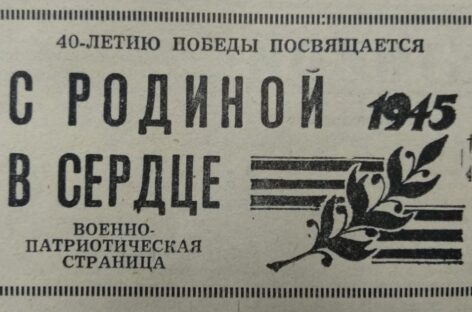 40-ЛЕТИЮ ПОБЕДЫ ПОСВЯЩАЕТСЯ
С РОДИНОЙ
1945
В СЕРДЦЕ
ВОЕННО-
ПАТРИОТИЧЕСКАЯ
СТРАНИЦА